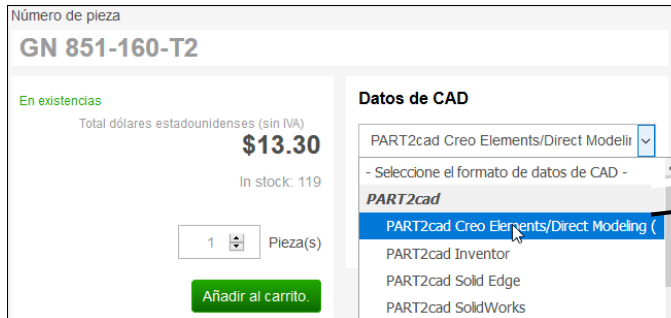 Número de pieza
GN 851-160-T2
En existencias
Total dólares estadounidenses (sin IVA)
$13.30
In stock: 119
1 Pieza(s)
Añadir al carrito.
Datos de CAD
PART2cad Creo Elements/Direct Modelin
- Seleccione el formato de datos de CAD -
PART2cad
PART2cad Creo Elements/Direct Modeling (
PART2cad Inventor
PART2cad Solid Edge
PART2cad SolidWorks